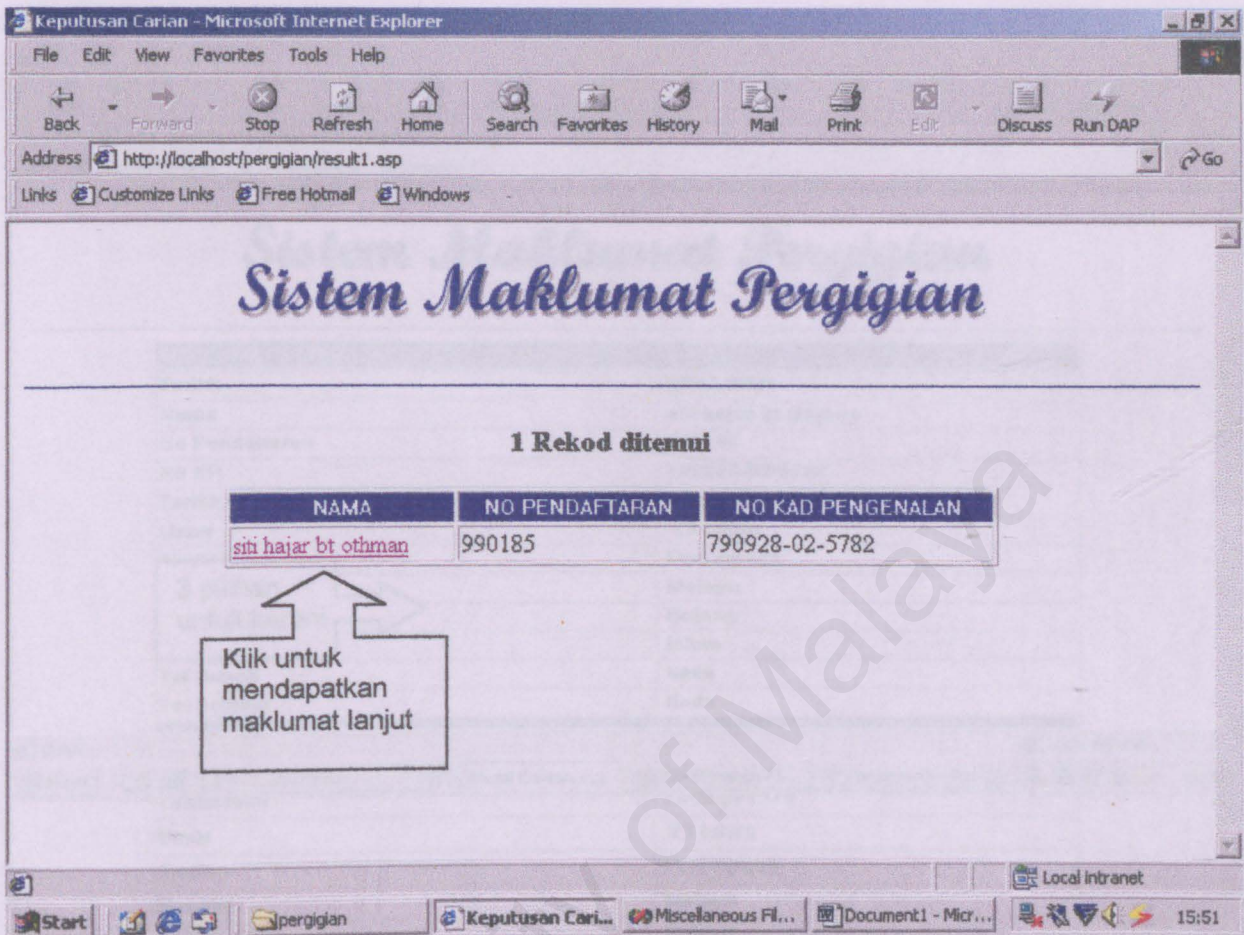 Keputusan Carian - Microsoft Internet Explorer
File Edit View Favorites Tools Help
Back Forward Stop Refresh Home Search Favorites History Mail Print Edit Discuss Run DAP
Address http://localhost/pergigian/result1.asp Go
Links Customize Links Free Hotmail Windows
Sistem Maklumat Pergigian
1 Rekod ditemui
NAMA NO PENDAFTARAN NO KAD PENGENALAN
siti hajar bt othman 990185 790928-02-5782
Klik untuk
mendapatkan
maklumat lanjut
of Malaya
Local intranet
Start pergigian Keputusan Cari... Miscellaneous Fil... Document1 - Micr... 15:51